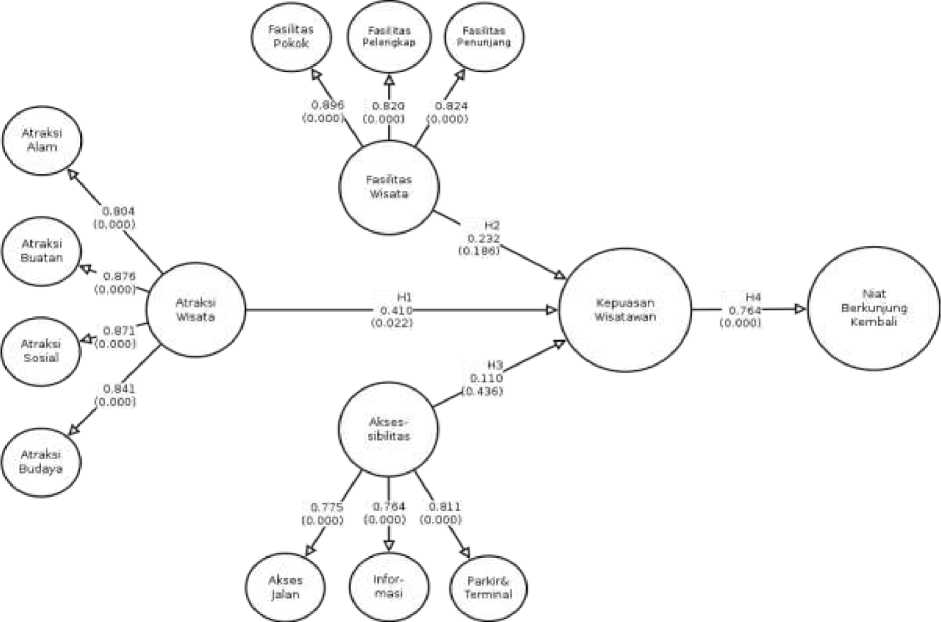 Fasilitas
Pokok
Fasilitas
Pelengkap
Fasilitas
Penunjang
0.896
(0.000)
0.820
(0.000)
0.824
(0.000)
Atraksi
Alam
Fasilitas
Wisata
0.804
(0.000)
H2
0.232
(0.186)
Atraksi
Buatan
0.876
(0.000)
Atraksi
Wisata
H1
0.410
(0.022)
Kepuasan
Wisatawan
H4
0.764
(0.000)
Niat
Berkunjung
Kembali
Atraksi
Sosial
0.871
(0.000)
H3
0.110
(0.436)
0.841
(0.000)
Akses-
sibilitas
Atraksi
Budaya
0.775
(0.000)
0.764
(0.000)
0.811
(0.000)
Akses
Jalan
Infor-
masi
Parkir&
Terminal